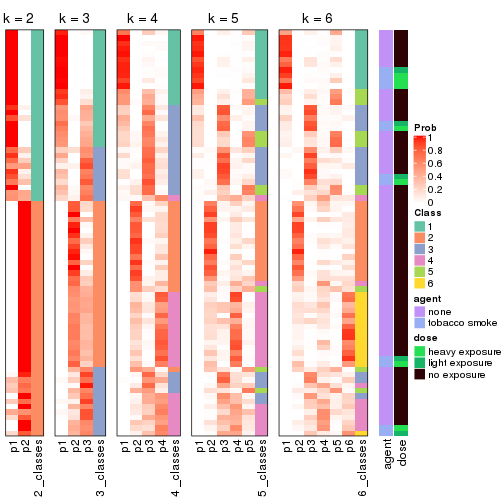 k = 2
k = 3
k = 4
k = 5
k = 6
Prob
1
0.8
0.6
0.4
0.2
0
Class
1
2
3
4
5
6
agent
none
tobacco smoke
dose
heavy exposure
light exposure
no exposure
p1
p2
2_classes
p1
p2
p3
3_classes
p1
p2
p3
p4
4_classes
p1
p2
p3
p4
p5
5_classes
p1
p2
p3
p4
p5
p6
6_classes
agent
dose